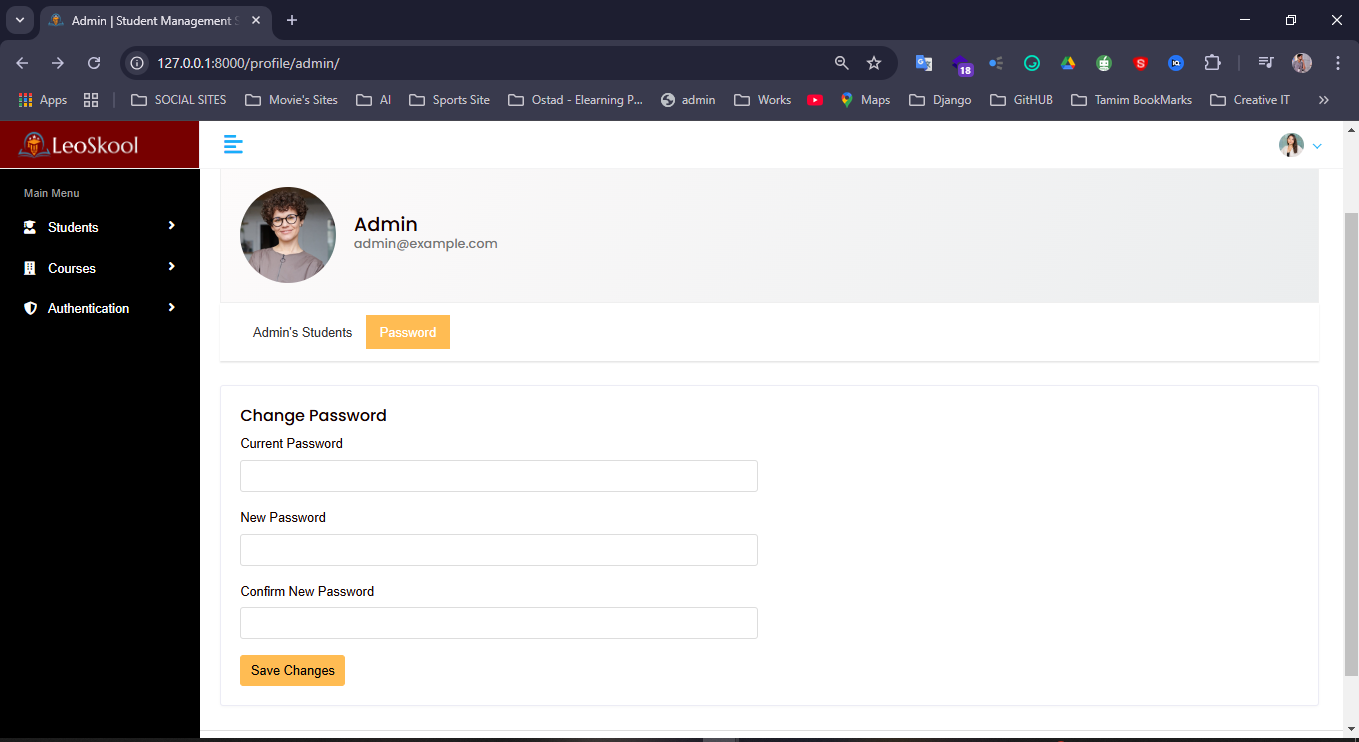 Admin | Student Management S
127.0.0.1:8000/profile/admin/
18
S
Apps
SOCIAL SITES
Movie's Sites
AI
Sports Site
Ostad - Elearning P...
admin
Works
Maps
Django
GitHUB
Tamim BookMarks
Creative IT
LeoSkool
Main Menu
Students
Courses
Authentication
Admin
admin@example.com
Admin's Students
Password
Change Password
Current Password
New Password
Confirm New Password
Save Changes